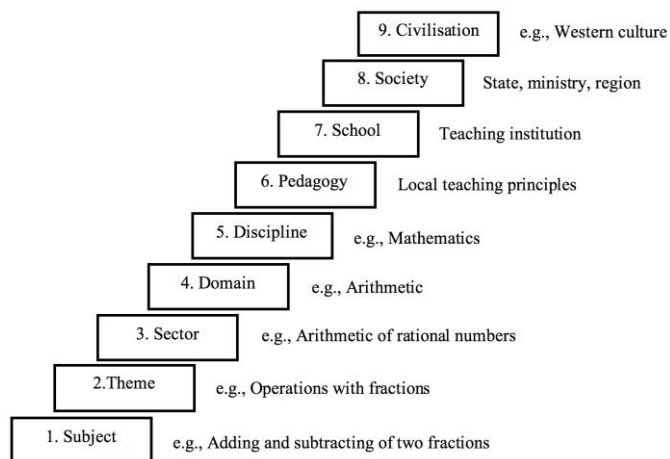 9. Civilisation e.g., Western culture
8. Society State, ministry, region
7. School Teaching institution
6. Pedagogy Local teaching principles
5. Discipline e.g., Mathematics
4. Domain e.g., Arithmetic
3. Sector e.g., Arithmetic of rational numbers
2.Theme e.g., Operations with fractions
1. Subject e.g., Adding and subtracting of two fractions